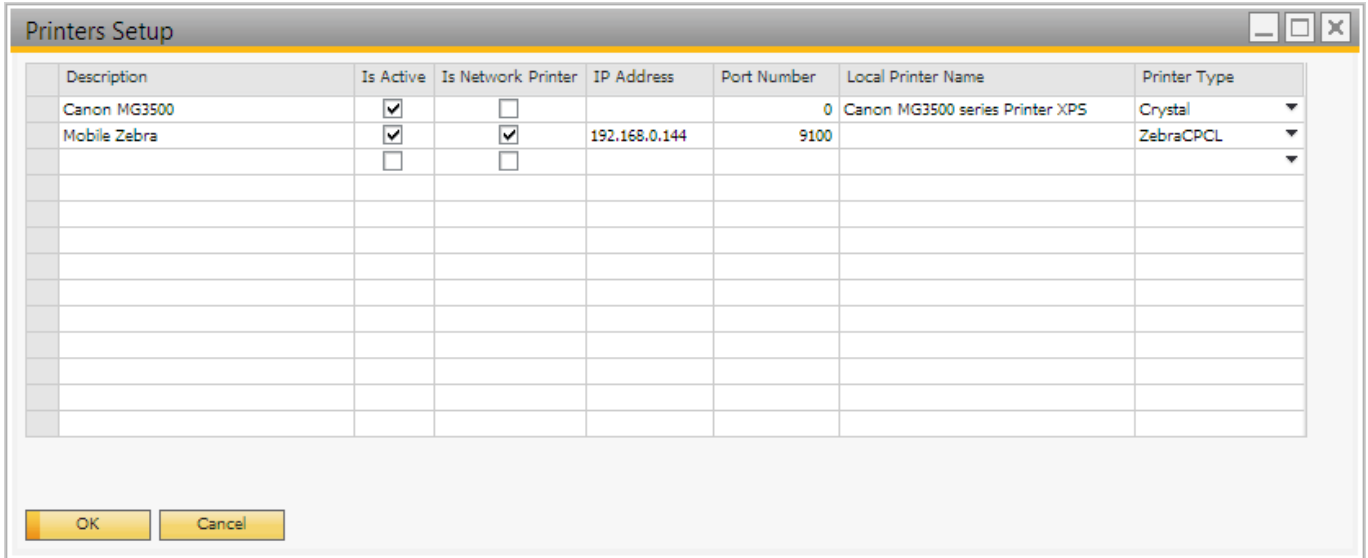 Printers Setup
Description Is Active Is Network Printer IP Address Port Number Local Printer Name Printer Type
Canon MG3500 0 Canon MG3500 series Printer XPS Crystal
Mobile Zebra 192.168.0.144 9100 ZebraCPCL
OK Cancel